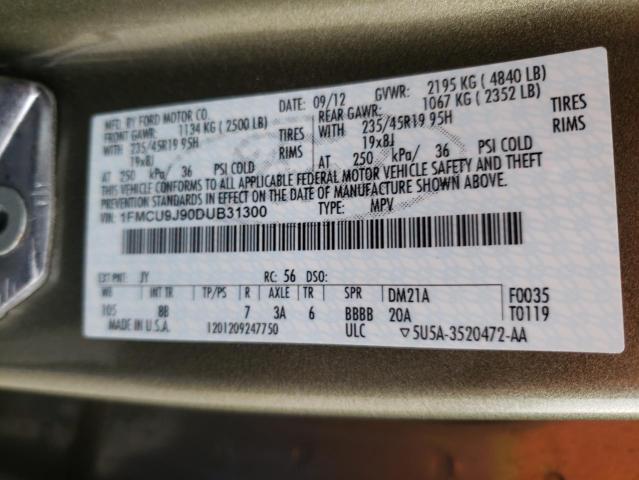 MFD. BY FORD MOTOR CO. DATE: 09/12 GVWR: 2195 KG ( 4840 LB)
FRONT GAWR: 1134 KG ( 2500 LB) REAR GAWR: 1067 KG ( 2352 LB)
WITH 235/45R19 95H TIRES WITH 235/45R19 95H TIRES
19x8J RIMS 19x8J RIMS
AT 250 kPa/ 36 PSI COLD AT 250 kPa/ 36 PSI COLD
THIS VEHICLE CONFORMS TO ALL APPLICABLE FEDERAL MOTOR VEHICLE SAFETY AND THEFT
PREVENTION STANDARDS IN EFFECT ON THE DATE OF MANUFACTURE SHOWN ABOVE.
VIN: 1FMCU9J90DUB31300 TYPE: MPV
EXT PNT: JY RC: 56 DSO:
WB INT TR TP/PS R AXLE TR SPR DM21A F0035
105 8B 7 3A 6 BBBB 20A T0119
MADE IN U.S.A. 1201209247750 ULC ▽5U5A-3520472-AA